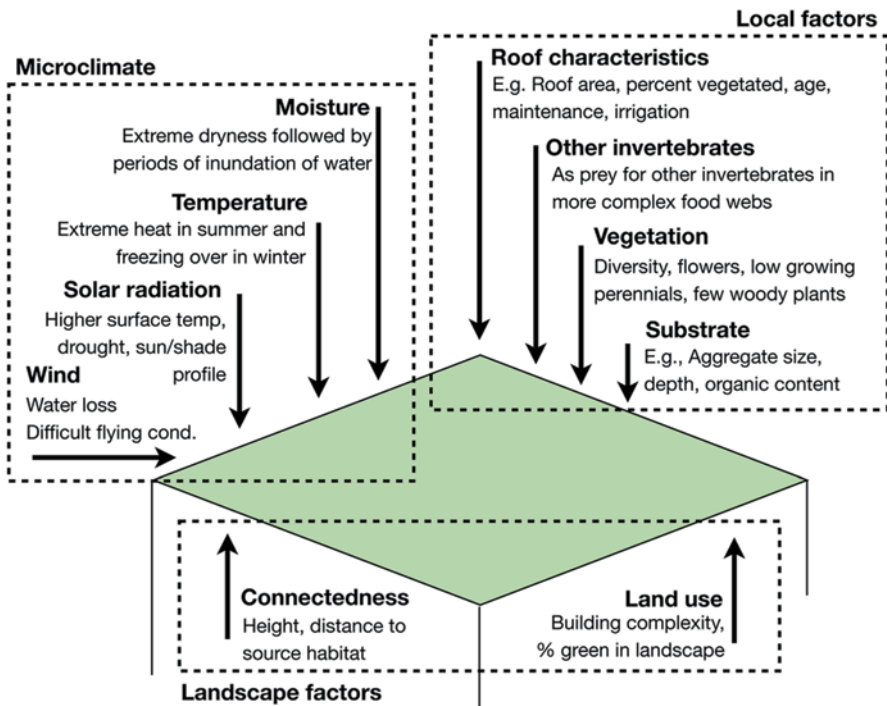 Local factors
Roof characteristics
E.g. Roof area, percent vegetated, age,
maintenance, irrigation
Other invertebrates
As prey for other invertebrates in
more complex food webs
Vegetation
Diversity, flowers, low growing
perennials, few woody plants
Substrate
E.g., Aggregate size,
depth, organic content
Microclimate
Moisture
Extreme dryness followed by
periods of inundation of water
Temperature
Extreme heat in summer and
freezing over in winter
Solar radiation
Higher surface temp,
drought, sun/shade
profile
Wind
Water loss
Difficult flying cond.
Connectedness
Height, distance to
source habitat
Land use
Building complexity,
% green in landscape
Landscape factors